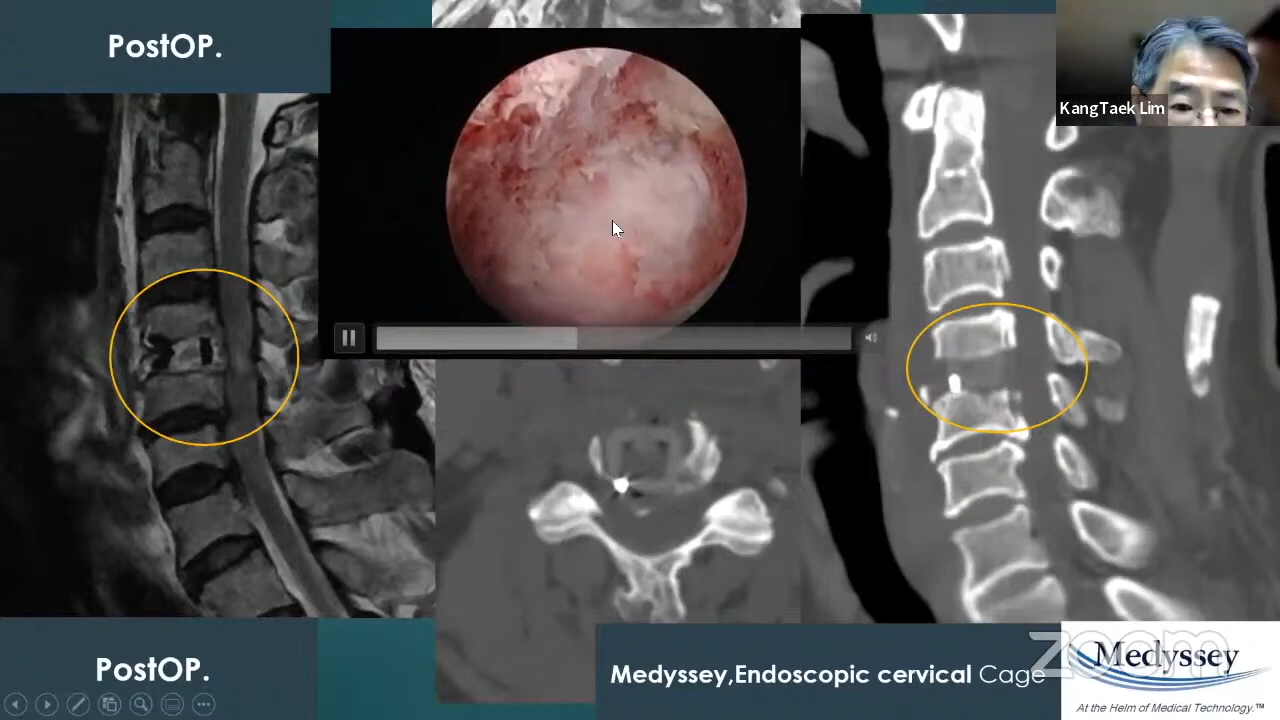 PostOP.
KangTaek Lim
PostOP.
Medyssey,Endoscopic cervical Cage
zoom
Medyssey
At the Helm of Medical Technology.™